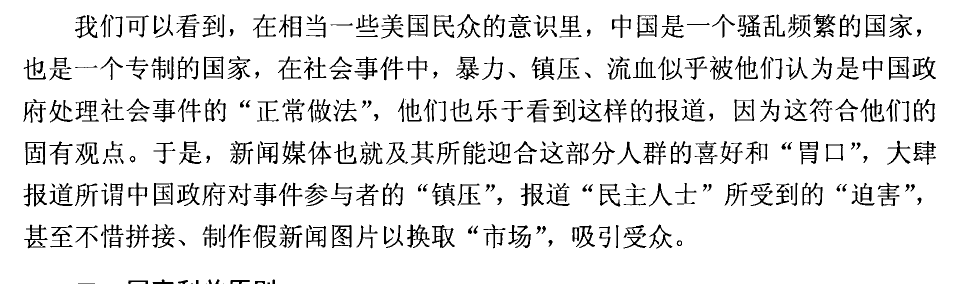 我们可以看到，在相当一些美国民众的意识里，中国是一个骚乱频繁的国家，
也是一个专制的国家，在社会事件中，暴力、镇压、流血似乎被他们认为是中国政
府处理社会事件的“正常做法”，他们也乐于看到这样的报道，因为这符合他们的
固有观点。于是，新闻媒体也就及其所能迎合这部分人群的喜好和“胃口”，大肆
报道所谓中国政府对事件参与者的“镇压”，报道“民主人士”所受到的“迫害”，
甚至不惜拼接、制作假新闻图片以换取“市场”，吸引受众。